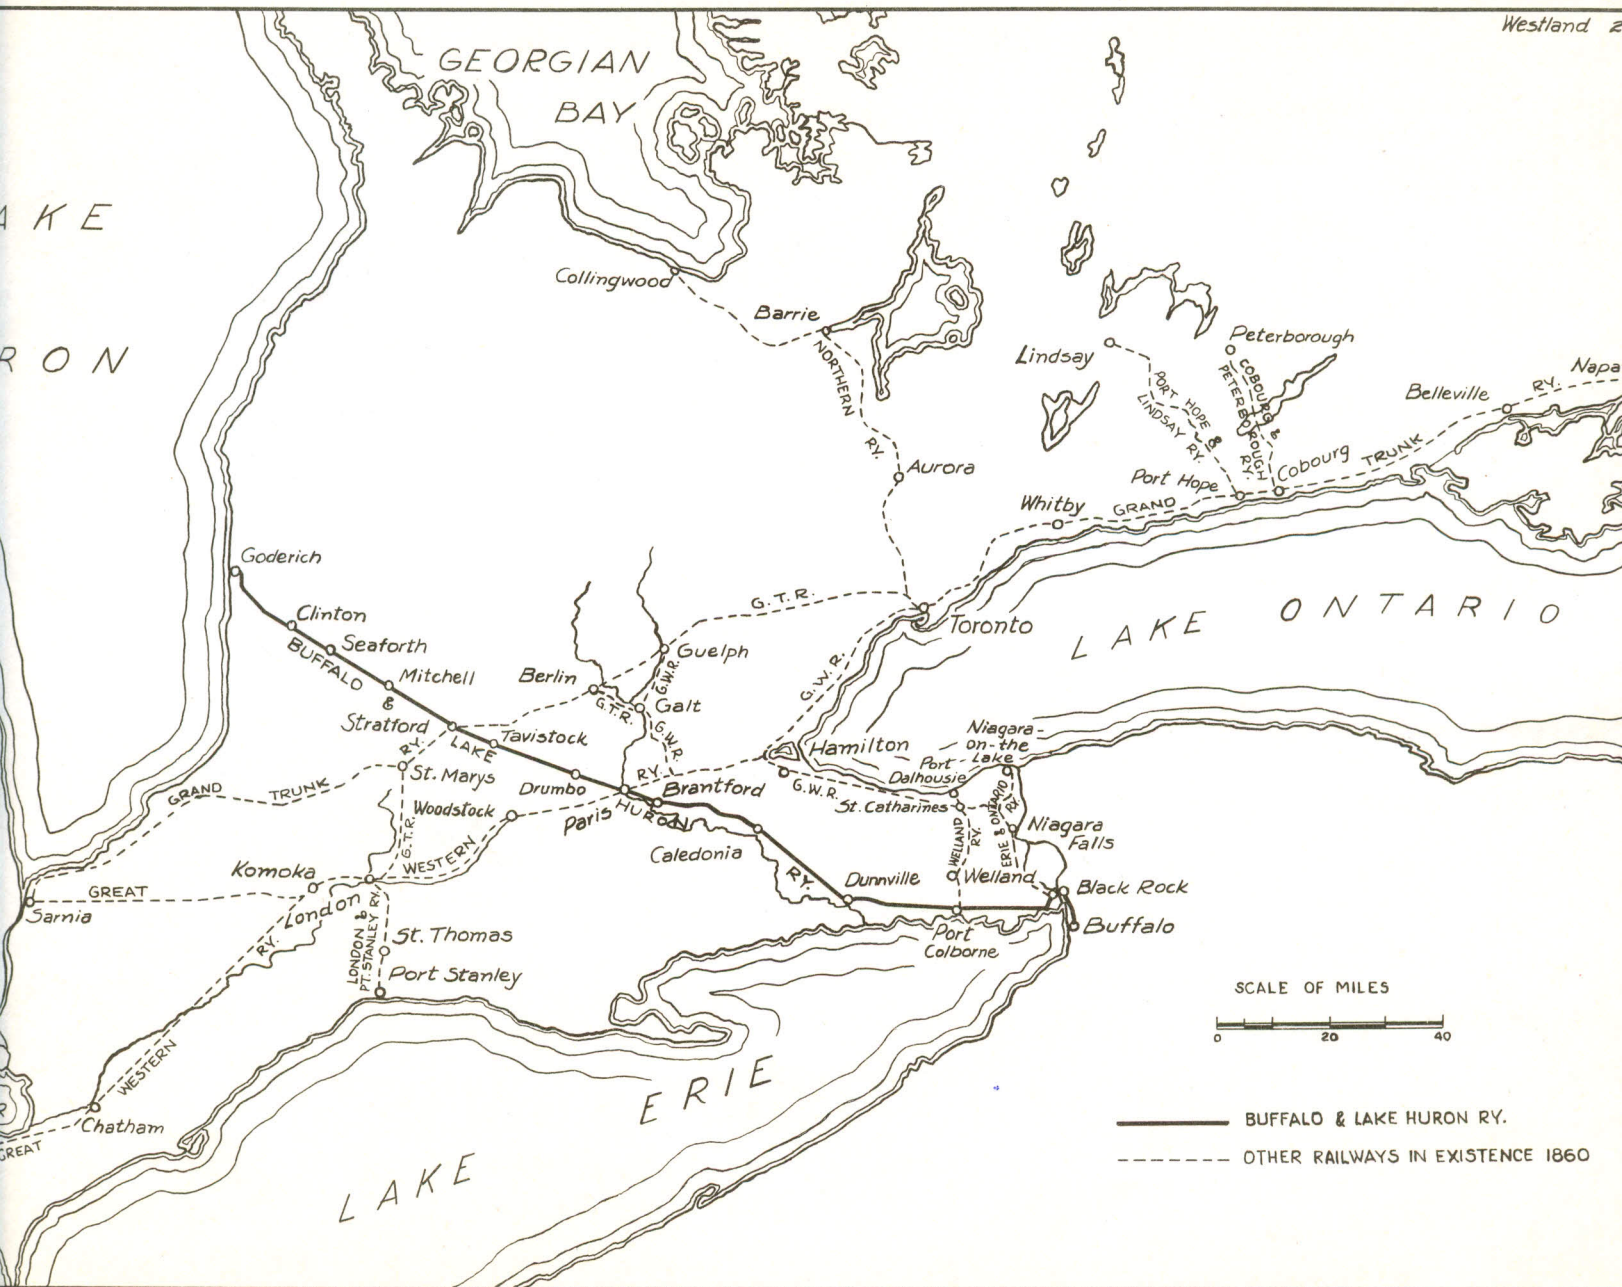 Westland 2
GEORGIAN
BAY
AKE
RON
Collingwood
Barrie
NORTHERN
RY.
Aurora
Lindsay
PORT HOPE &
LINDSAY RY.
Peterborough
COBOURG &
PETERBOROUGH
RY.
Belleville
RY.
Napa
Port Hope
Cobourg
TRUNK
Whitby
GRAND
Goderich
Clinton
Seaforth
BUFFALO
Mitchell
&
Stratford
LAKE
Tavistock
RY.
St. Marys
GRAND
TRUNK
Berlin
G.T.R.
Guelph
G.W.R.
Galt
G.W.R.
G.T.R.
Toronto
G.W.R.
LAKE ONTARIO
Hamilton
G.W.R.
Niagara-
on-the
Lake
Port
Dalhousie
St. Catharines
ERIE & ONTARIO
RY.
WELLAND
RY.
Niagara
Falls
Welland
Drumbo
RY.
Brantford
Paris
HURON
Woodstock
WESTERN
G.T.R.
Caledonia
RY.
Dunnville
Black Rock
Buffalo
Port
Colborne
Komoka
GREAT
Sarnia
London
RY.
LONDON &
PT. STANLEY RY.
St. Thomas
Port Stanley
WESTERN
Chatham
GREAT
R
LAKE
ERIE
SCALE OF MILES
0 20 40
BUFFALO & LAKE HURON RY.
OTHER RAILWAYS IN EXISTENCE 1860